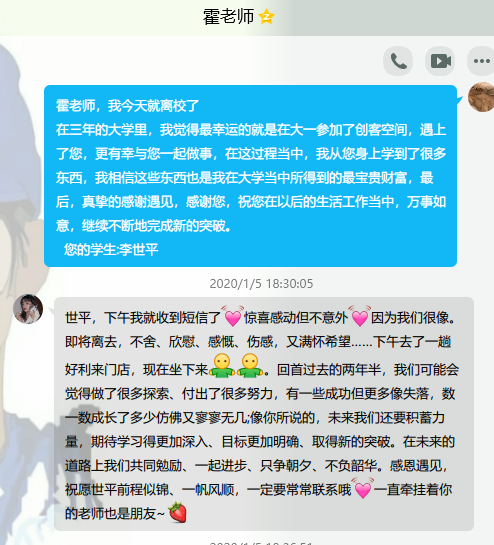 霍老师
霍老师，我今天就离校了
在三年的大学里，我觉得最幸运的就是在大一参加了创客空间，遇上
了您，更有幸与您一起做事，在这过程当中，我从您身上学到了很多
东西，我相信这些东西也是我在大学当中所得到的最宝贵财富，最
后，真挚的感谢遇见，感谢您，祝您在以后的生活工作当中，万事如
意，继续不断地完成新的突破。
您的学生:李世平
2020/1/5 18:30:05
世平，下午我就收到短信了惊喜感动但不意外因为我们很像。
即将离去，不舍、欣慰、感慨、伤感，又满怀希望……下午去了一趟
好利来门店，现在坐下来。回首过去的两年半，我们可能会
觉得做了很多探索、付出了很多努力，有一些成功但更多像失落，数
一数成长了多少仿佛又寥寥无几;像你所说的，未来我们还要积蓄力
量，期待学习得更加深入、目标更加明确、取得新的突破。在未来的
道路上我们共同勉励、一起进步、只争朝夕、不负韶华。感恩遇见，
祝愿世平前程似锦、一帆风顺，一定要常常联系哦一直牵挂着你
的老师也是朋友~